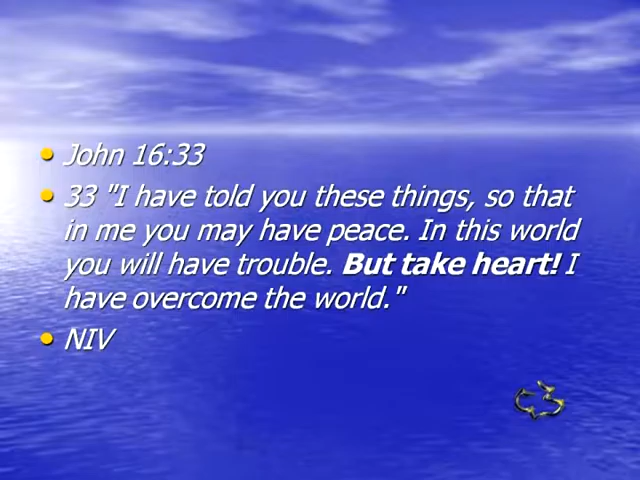 John 16:33
33 "I have told you these things, so that
in me you may have peace. In this world
you will have trouble. But take heart! I
have overcome the world."
NIV